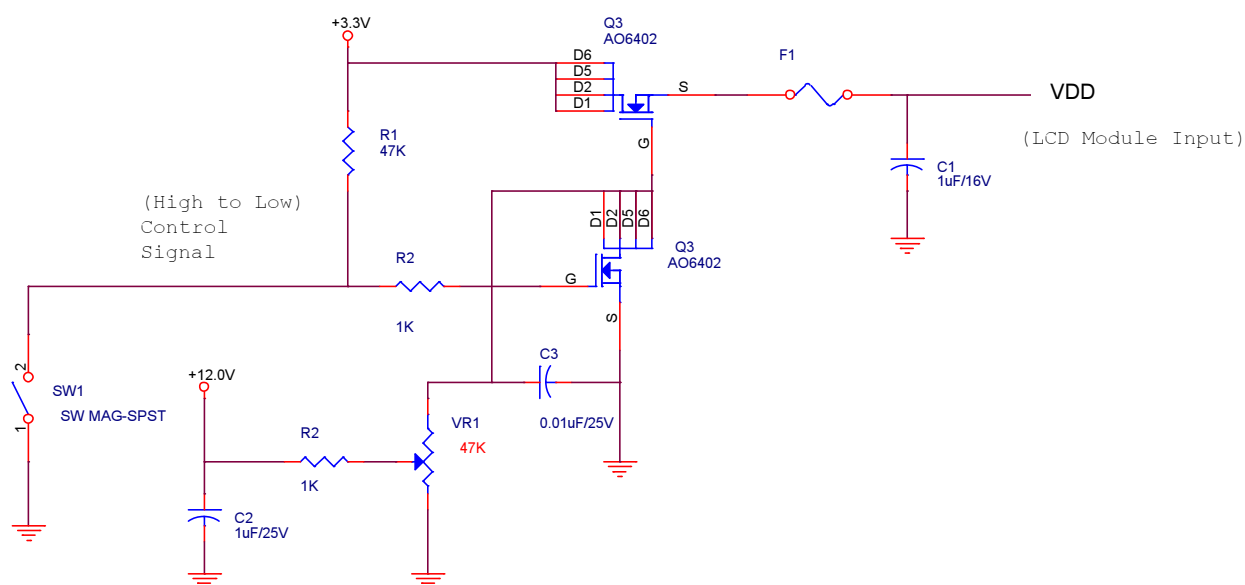 +3.3V
Q3
AO6402
D6
D5
D2
D1
S
G
F1
VDD
(LCD Module Input)
R1
47K
C1
1uF/16V
(High to Low)
Control
Signal
D1
D2
D5
D6
Q3
AO6402
R2
1K
G
S
2
1
SW1
SW MAG-SPST
+12.0V
C3
0.01uF/25V
R2
1K
VR1
47K
C2
1uF/25V